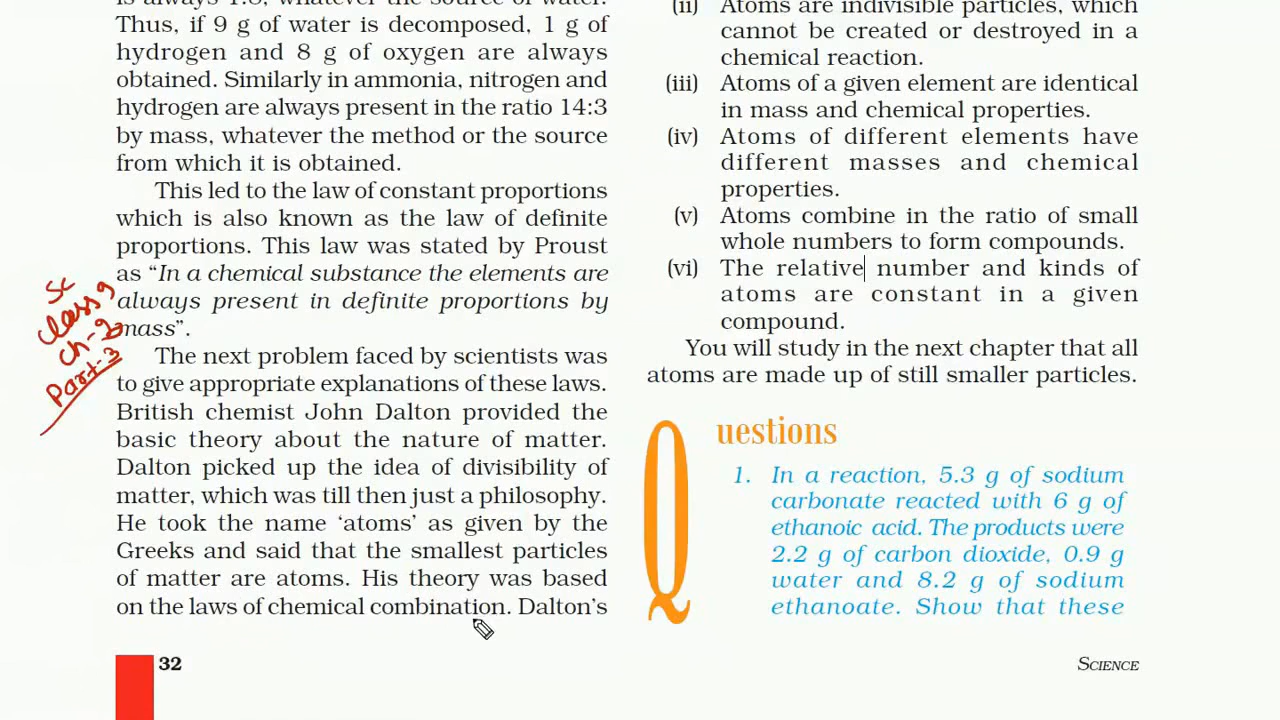 is always 1:8, whatever the source of water.
Thus, if 9 g of water is decomposed, 1 g of
hydrogen and 8 g of oxygen are always
obtained. Similarly in ammonia, nitrogen and
hydrogen are always present in the ratio 14:3
by mass, whatever the method or the source
from which it is obtained.
This led to the law of constant proportions
which is also known as the law of definite
proportions. This law was stated by Proust
as “In a chemical substance the elements are
always present in definite proportions by
mass”.
The next problem faced by scientists was
to give appropriate explanations of these laws.
British chemist John Dalton provided the
basic theory about the nature of matter.
Dalton picked up the idea of divisibility of
matter, which was till then just a philosophy.
He took the name ‘atoms’ as given by the
Greeks and said that the smallest particles
of matter are atoms. His theory was based
on the laws of chemical combination. Dalton’s
Sc
Class 9
Ch-2
Part-3
32
(ii) Atoms are indivisible particles, which
cannot be created or destroyed in a
chemical reaction.
(iii) Atoms of a given element are identical
in mass and chemical properties.
(iv) Atoms of different elements have
different masses and chemical
properties.
(v) Atoms combine in the ratio of small
whole numbers to form compounds.
(vi) The relative number and kinds of
atoms are constant in a given
compound.
You will study in the next chapter that all
atoms are made up of still smaller particles.
Questions
1. In a reaction, 5.3 g of sodium
carbonate reacted with 6 g of
ethanoic acid. The products were
2.2 g of carbon dioxide, 0.9 g
water and 8.2 g of sodium
ethanoate. Show that these
SCIENCE